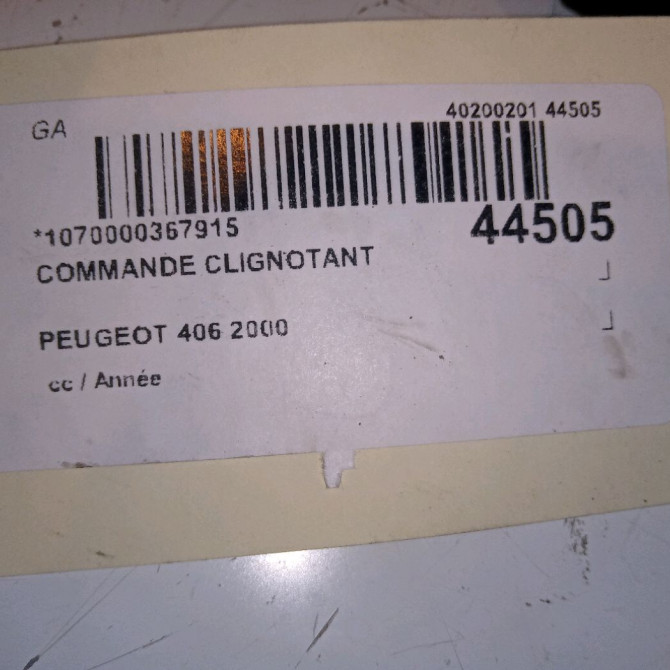 GA
40200201 44505
*1070000367915
44505
COMMANDE CLIGNOTANT
PEUGEOT 406 2000
cc / Année